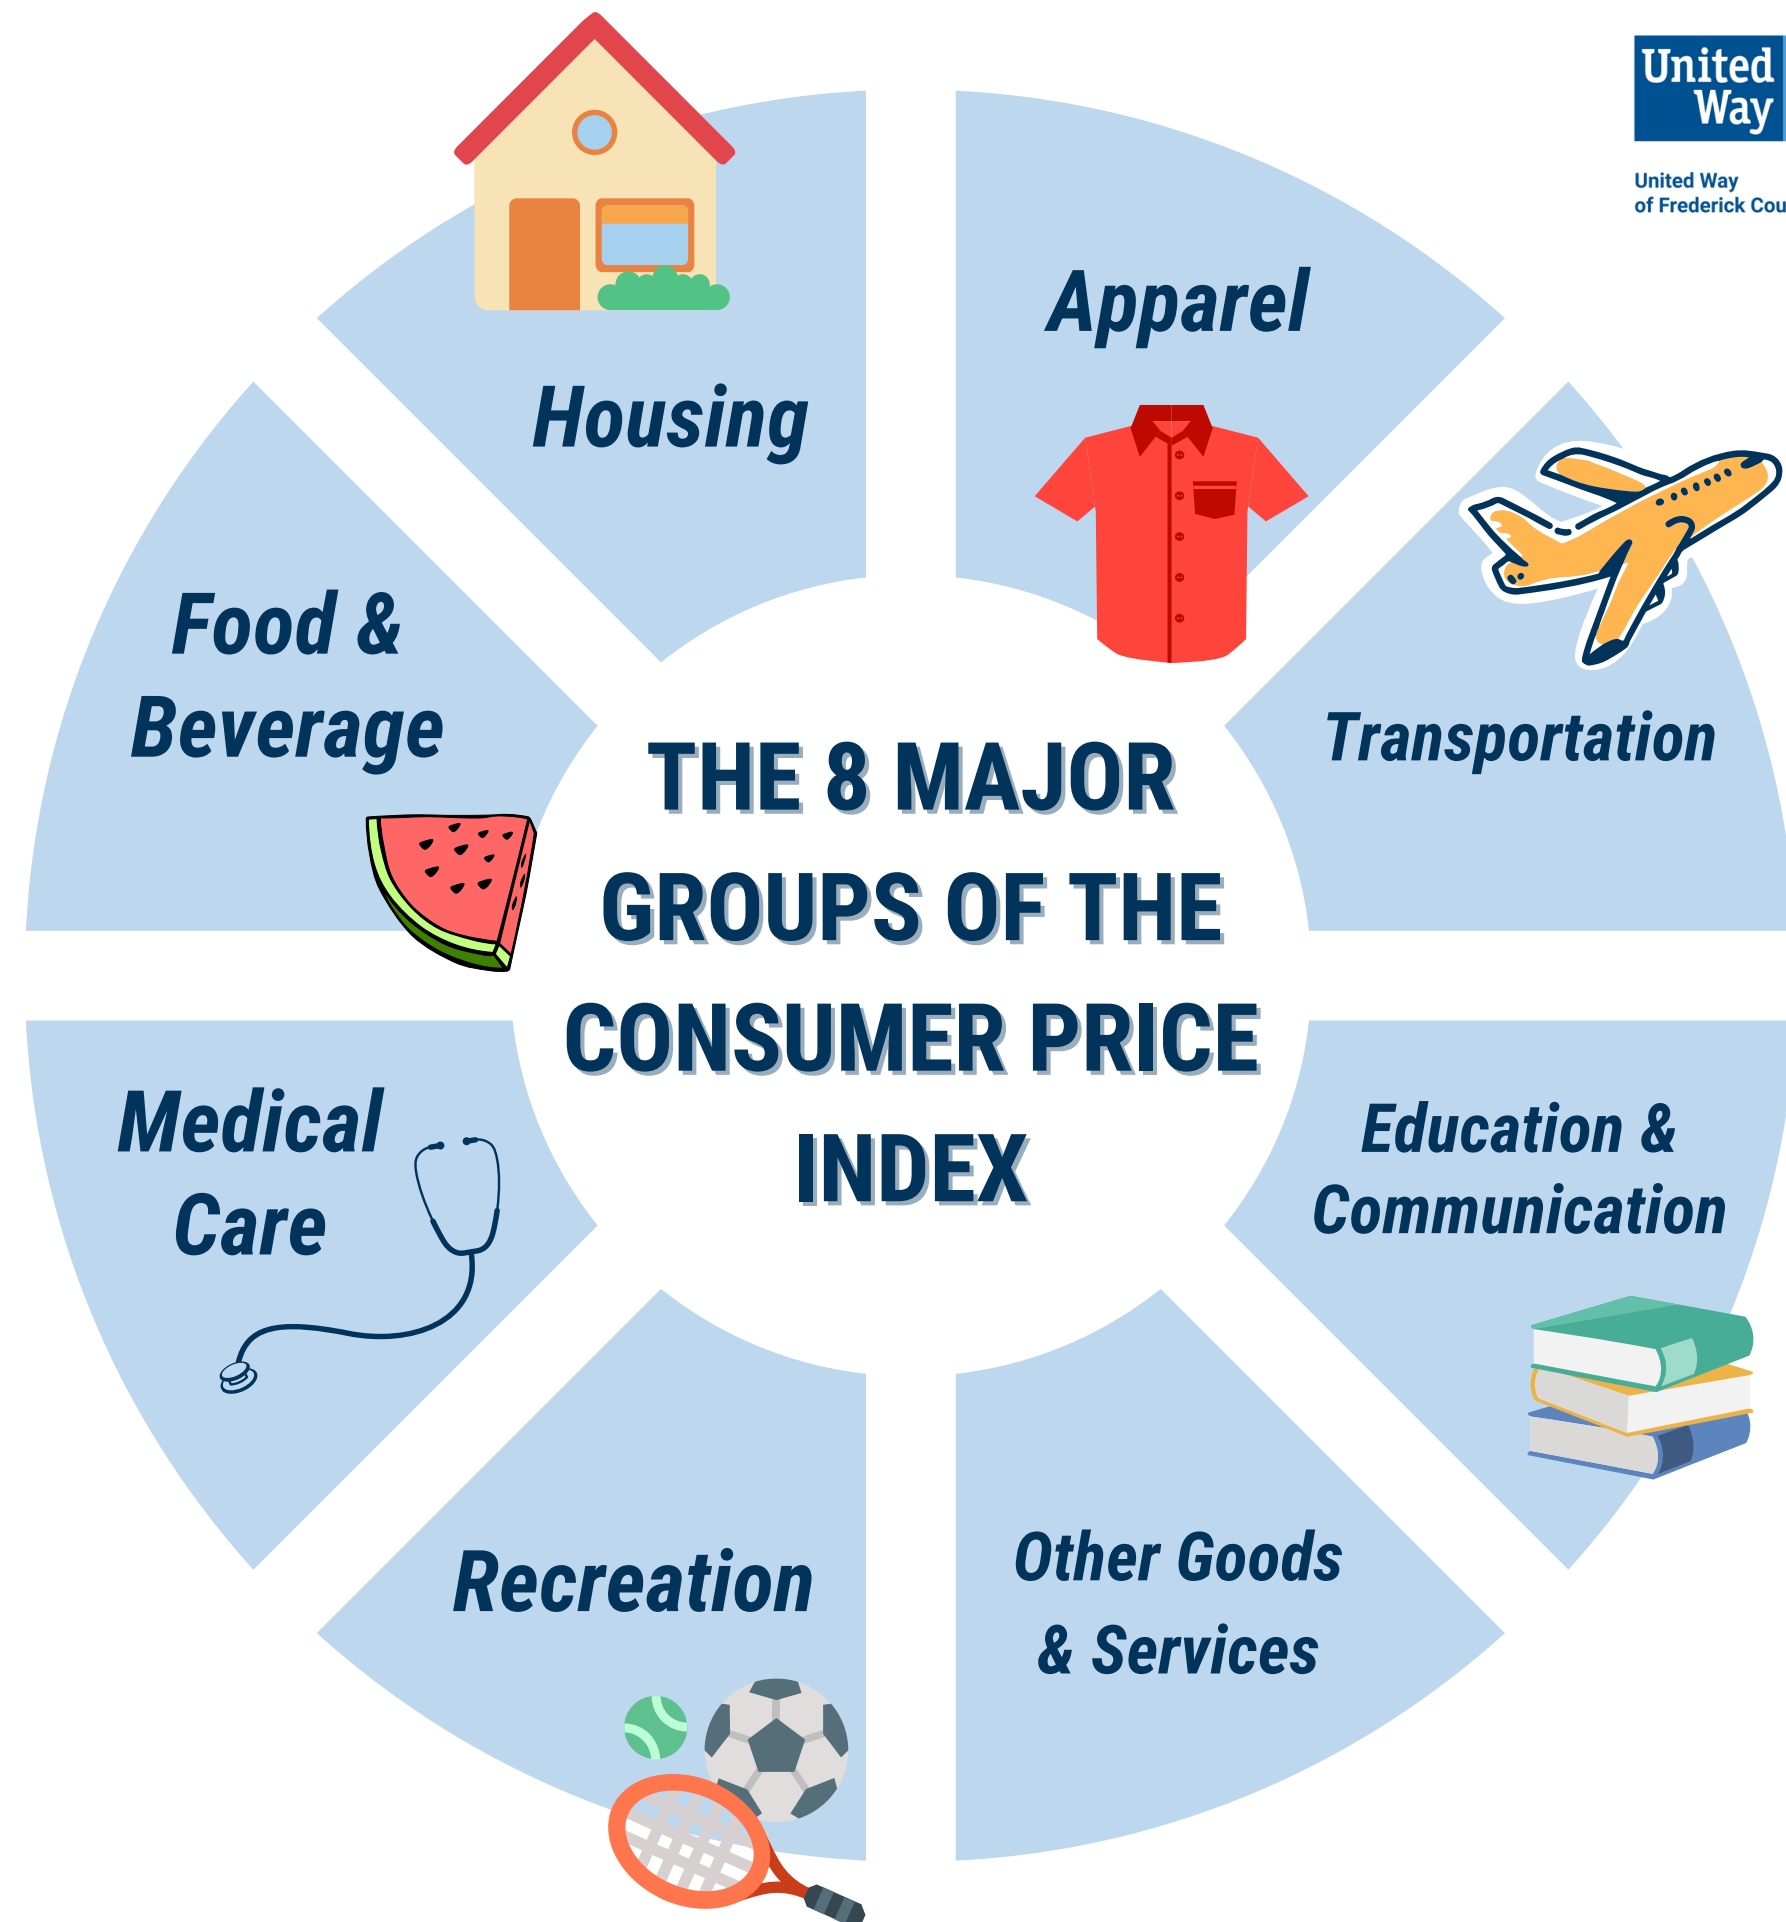 United
Way
United Way
of Frederick Cou
Housing
Apparel
Food &
Beverage
Transportation
THE 8 MAJOR
GROUPS OF THE
CONSUMER PRICE
INDEX
Medical
Care
Education &
Communication
Recreation
Other Goods
& Services